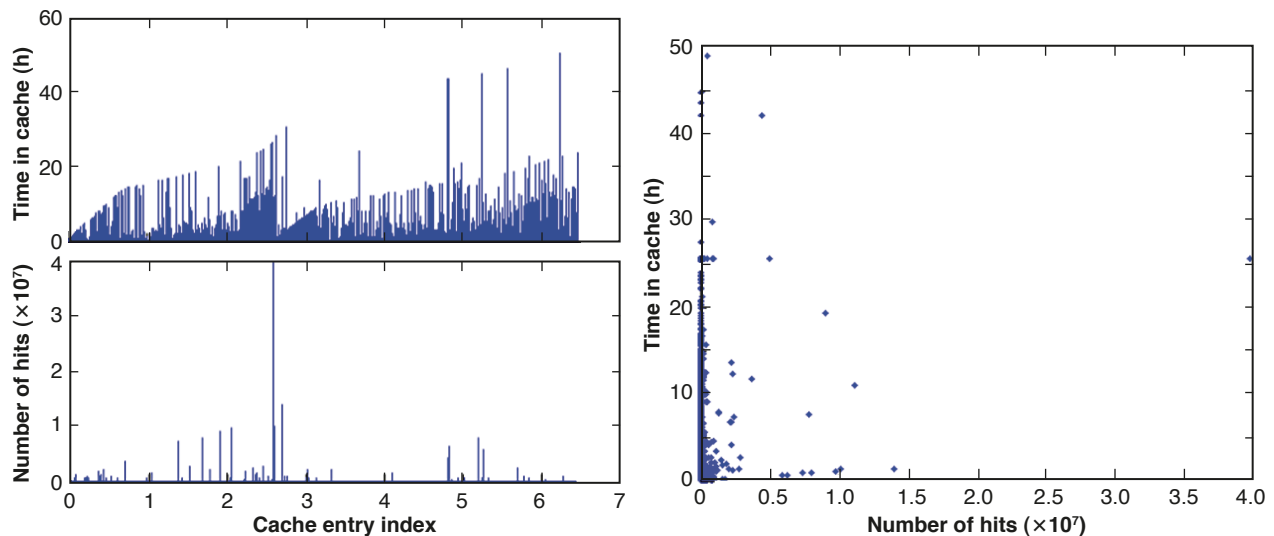 60
40
20
0
Time in cache (h)
4
3
2
1
0
Number of hits (×10⁷)
0 1 2 3 4 5 6 7
Cache entry index
50
40
30
20
10
0
Time in cache (h)
0 0.5 1.0 1.5 2.0 2.5 3.0 3.5 4.0
Number of hits (×10⁷)